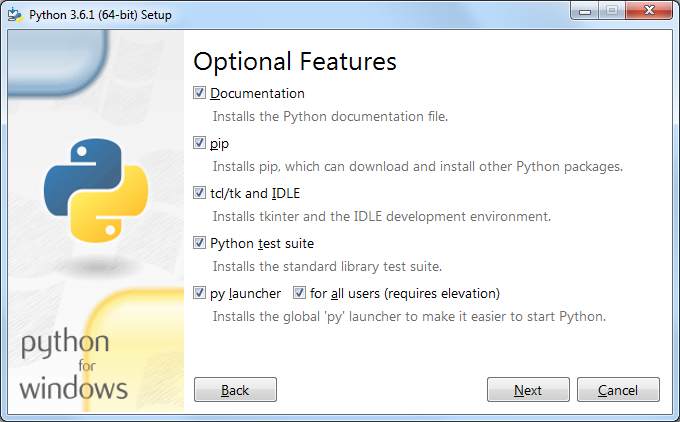 Python 3.6.1 (64-bit) Setup
Optional Features
Documentation
Installs the Python documentation file.
pip
Installs pip, which can download and install other Python packages.
tcl/tk and IDLE
Installs tkinter and the IDLE development environment.
Python test suite
Installs the standard library test suite.
py launcher for all users (requires elevation)
Installs the global 'py' launcher to make it easier to start Python.
python
for
windows
Back Next Cancel